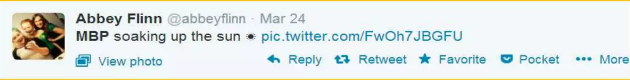 Abbey Flinn @abbeyflinn · Mar 24
MBP soaking up the sun ☀ pic.twitter.com/FwOh7JBGFU
View photo Reply Retweet Favorite Pocket ••• More